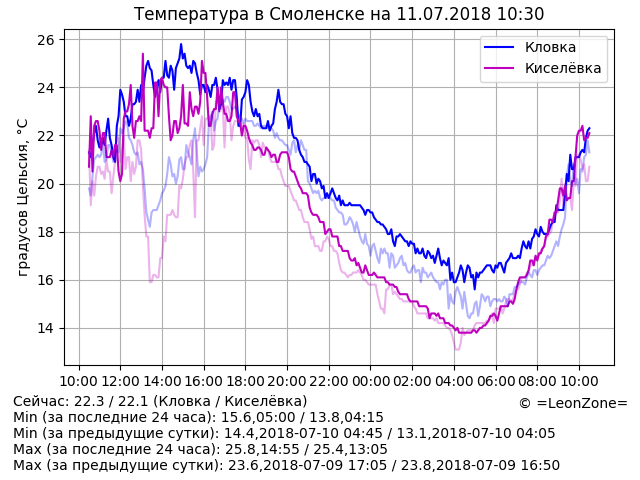 Температура в Смоленске на 11.07.2018 10:30
Кловка
Киселёвка
градусов Цельсия, °C
26
24
22
20
18
16
14
10:00 12:00 14:00 16:00 18:00 20:00 22:00 00:00 02:00 04:00 06:00 08:00 10:00
Сейчас: 22.3 / 22.1 (Кловка / Киселёвка)
© =LeonZone=
Min (за последние 24 часа): 15.6,05:00 / 13.8,04:15
Min (за предыдущие сутки): 14.4,2018-07-10 04:45 / 13.1,2018-07-10 04:05
Max (за последние 24 часа): 25.8,14:55 / 25.4,13:05
Max (за предыдущие сутки): 23.6,2018-07-09 17:05 / 23.8,2018-07-09 16:50